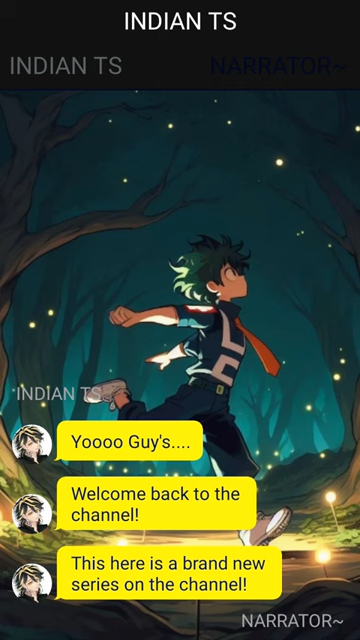 INDIAN TS
INDIAN TS NARRATOR~
INDIAN TS
Yoooo Guy's....
Welcome back to the
channel!
This here is a brand new
series on the channel!
NARRATOR~